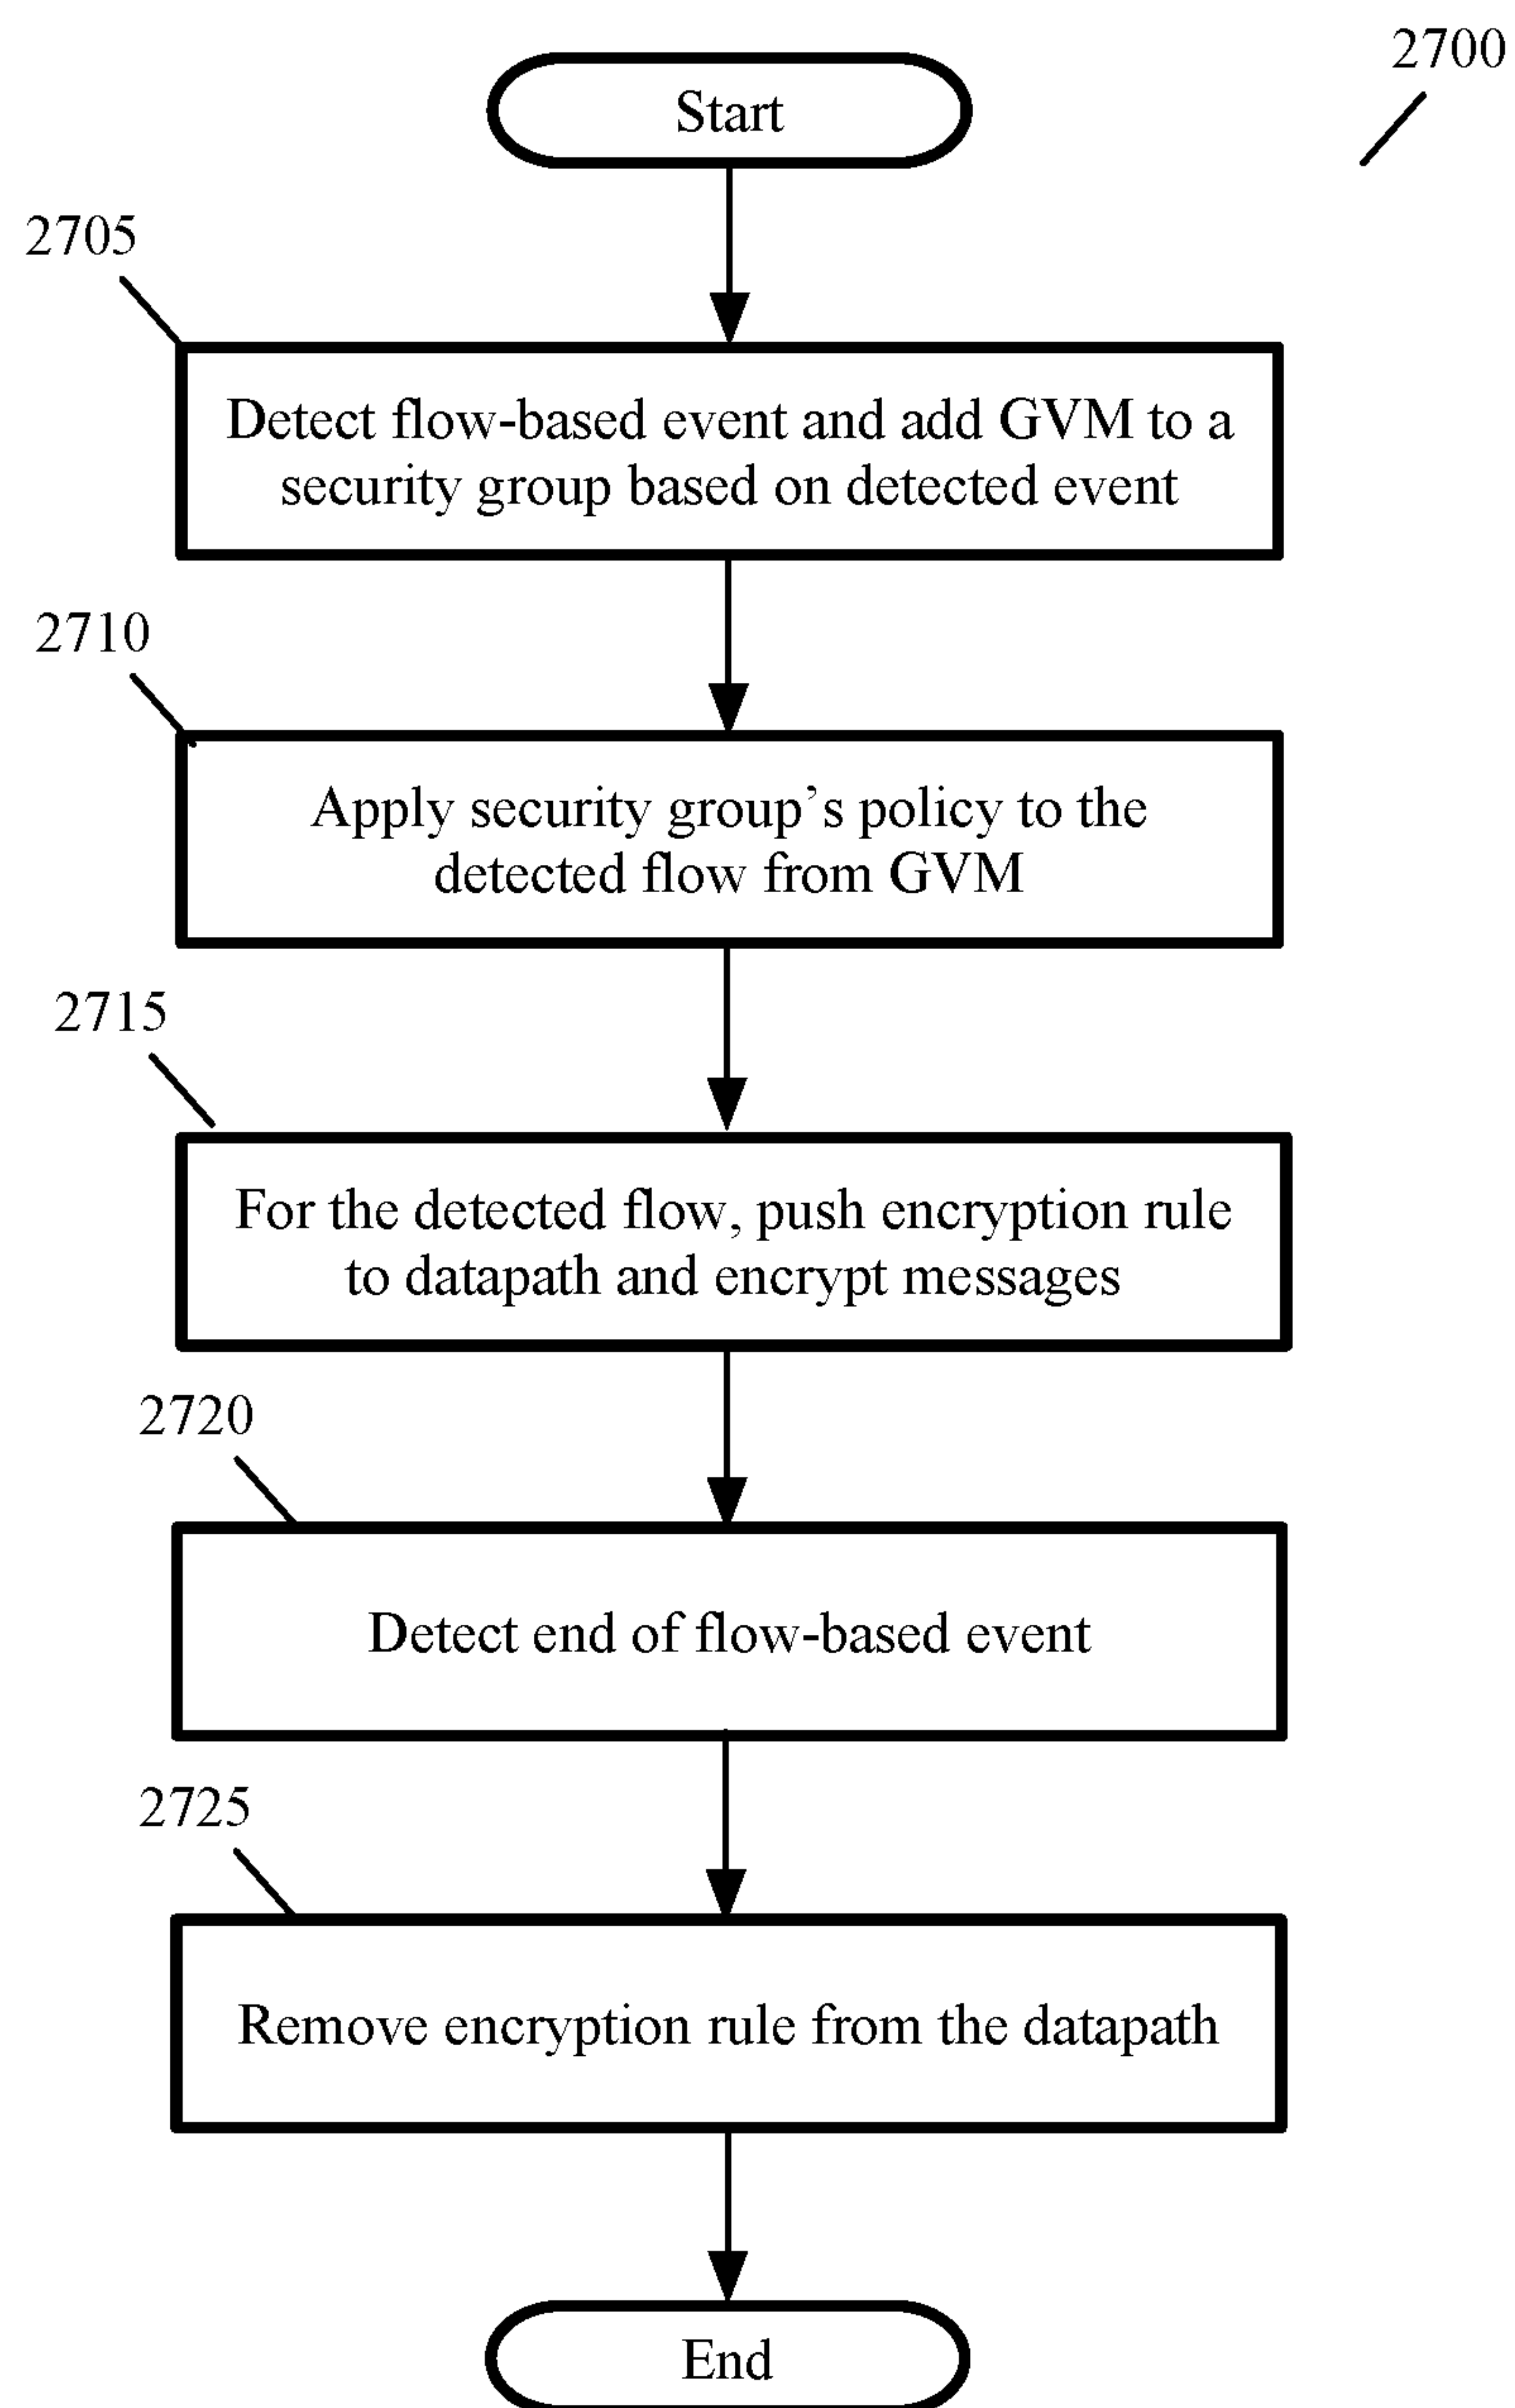 2700
Start
2705
Detect flow-based event and add GVM to a
security group based on detected event
2710
Apply security group’s policy to the
detected flow from GVM
2715
For the detected flow, push encryption rule
to datapath and encrypt messages
2720
Detect end of flow-based event
2725
Remove encryption rule from the datapath
End